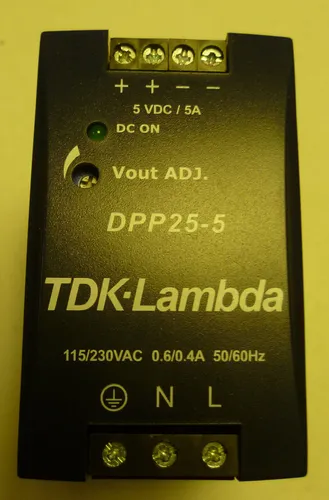 + + − −
5 VDC / 5A
DC ON
Vout ADJ.
DPP25-5
TDK·Lambda
115/230VAC 0.6/0.4A 50/60Hz
N L